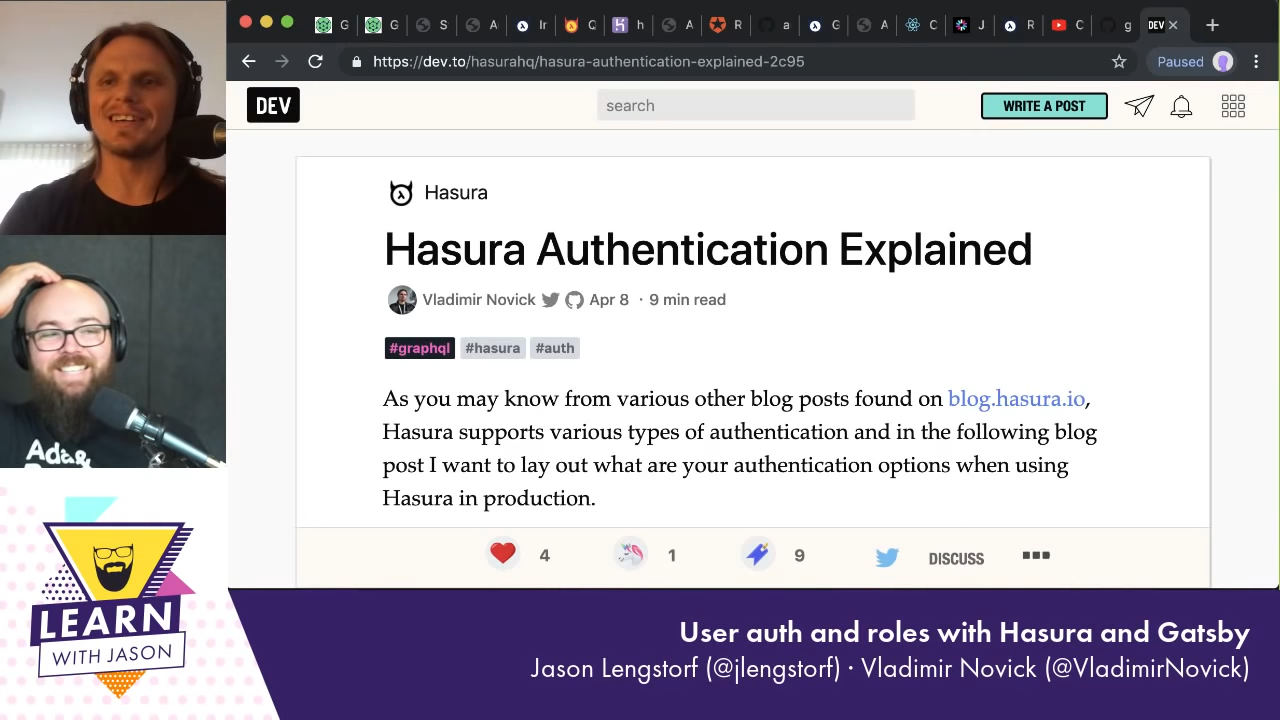 G G S A Ir Q h A R a G A C J R C g DEV
https://dev.to/hasurahq/hasura-authentication-explained-2c95
Paused
DEV
search
WRITE A POST
Hasura
Hasura Authentication Explained
Vladimir Novick Apr 8 · 9 min read
#graphql #hasura #auth
As you may know from various other blog posts found on blog.hasura.io,
Hasura supports various types of authentication and in the following blog
post I want to lay out what are your authentication options when using
Hasura in production.
4 1 9 DISCUSS
Ada&
LEARN
WITH JASON
User auth and roles with Hasura and Gatsby
Jason Lengstorf (@jlengstorf) · Vladimir Novick (@VladimirNovick)